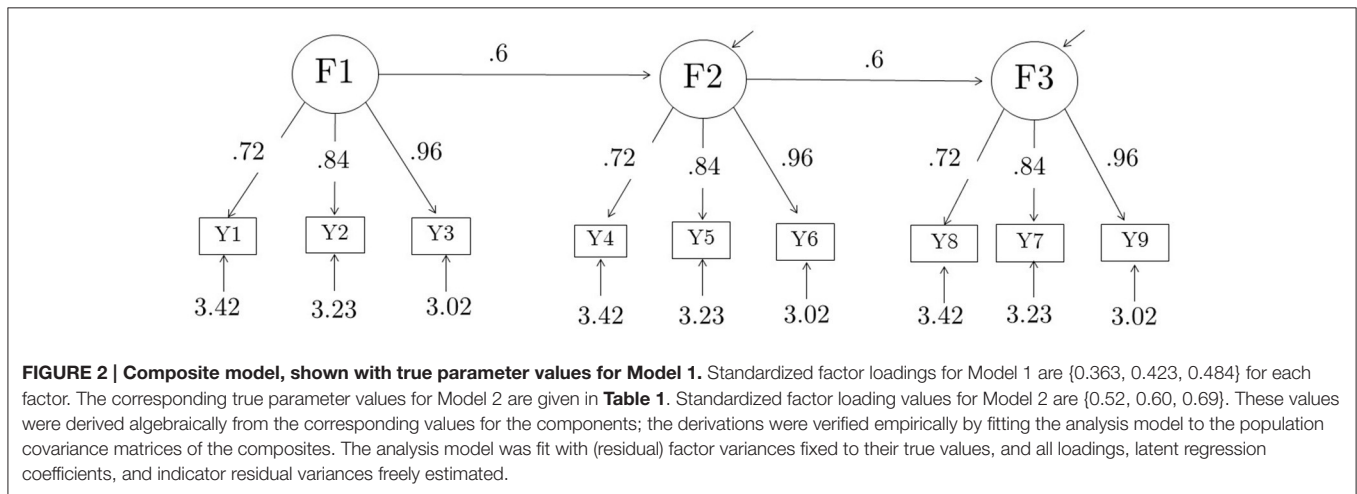 F1 .6 F2 .6 F3
.72 .84 .96 .72 .84 .96 .72 .84 .96
Y1 Y2 Y3 Y4 Y5 Y6 Y8 Y7 Y9
3.42 3.23 3.02 3.42 3.23 3.02 3.42 3.23 3.02
FIGURE 2 | Composite model, shown with true parameter values for Model 1. Standardized factor loadings for Model 1 are {0.363, 0.423, 0.484} for each
factor. The corresponding true parameter values for Model 2 are given in Table 1. Standardized factor loading values for Model 2 are {0.52, 0.60, 0.69}. These values
were derived algebraically from the corresponding values for the components; the derivations were verified empirically by fitting the analysis model to the population
covariance matrices of the composites. The analysis model was fit with (residual) factor variances fixed to their true values, and all loadings, latent regression
coefficients, and indicator residual variances freely estimated.